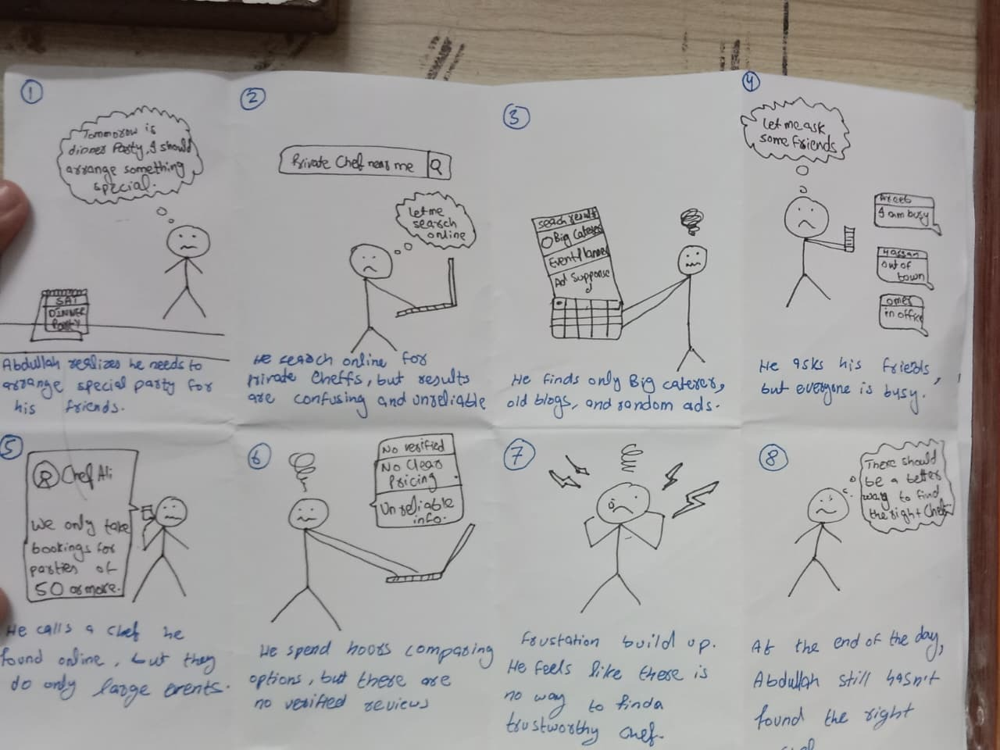 1
Tommorow is
dinner Party, I should
arrange something
special.
SAT
DINNER
PARTY
Abdullah realizes he needs to
arrange special party for
his friends.
2
Private Chef near me
let me
search
online
He search online for
Private Cheffs, but results
are confusing and unreliable
3
seach result
Big Caterer
Event Planner
Ad
He finds only Big caterer,
old blogs, and random ads.
4
let me ask
some friends
Areeb
I am busy
Hassan
out of
town
omer
in office
He asks his friends,
but everyone is busy.
5
Chef Ali
We only take
bookings for
parties of
50 or more.
He calls a chef he
found online, but they
do only large events.
6
No verified
No Clear
Pricing
Unreliable
info.
He spend hours comparing
options, but there are
no verified reviews
7
Frustation build up.
He feels like there is
no way to find a
trustworthy chef.
8
There should
be a better
way to find
the right Chef
At the end of the day,
Abdullah still hasn't
found the right